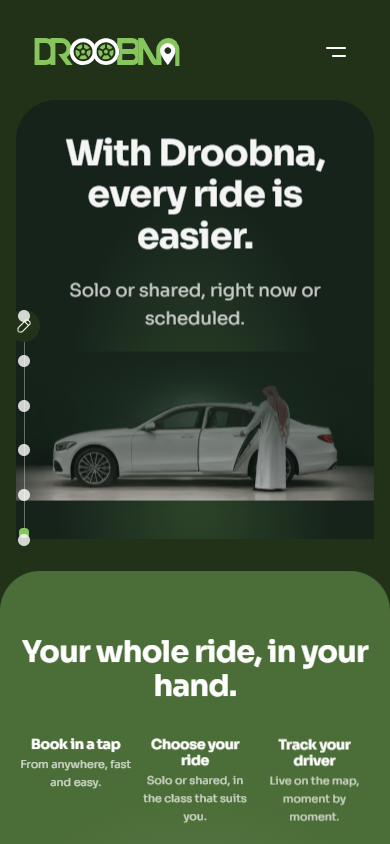 DROOBNA
With Droobna,
every ride is
easier.
Solo or shared, right now or
scheduled.
Your whole ride, in your
hand.
Book in a tap
From anywhere, fast
and easy.
Choose your
ride
Solo or shared, in
the class that suits
you.
Track your
driver
Live on the map,
moment by
moment.